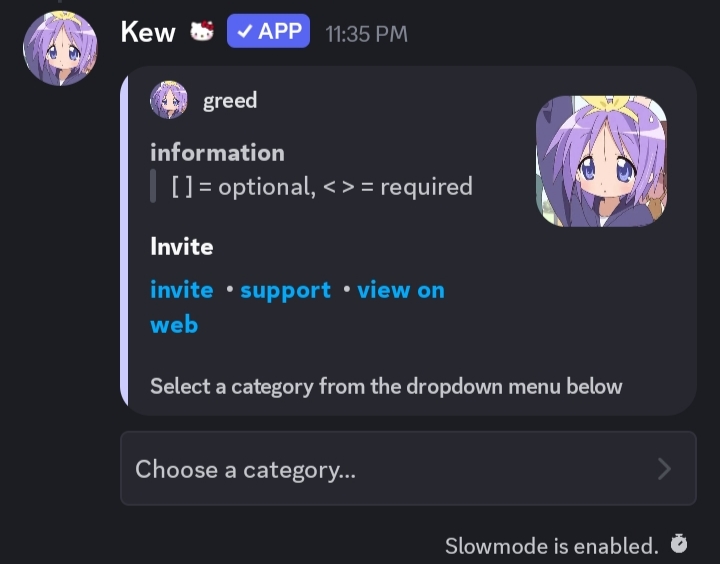 Kew ✓ APP 11:35 PM
greed
information
[ ] = optional, < > = required
Invite
invite • support • view on
web
Select a category from the dropdown menu below
Choose a category...
Slowmode is enabled.